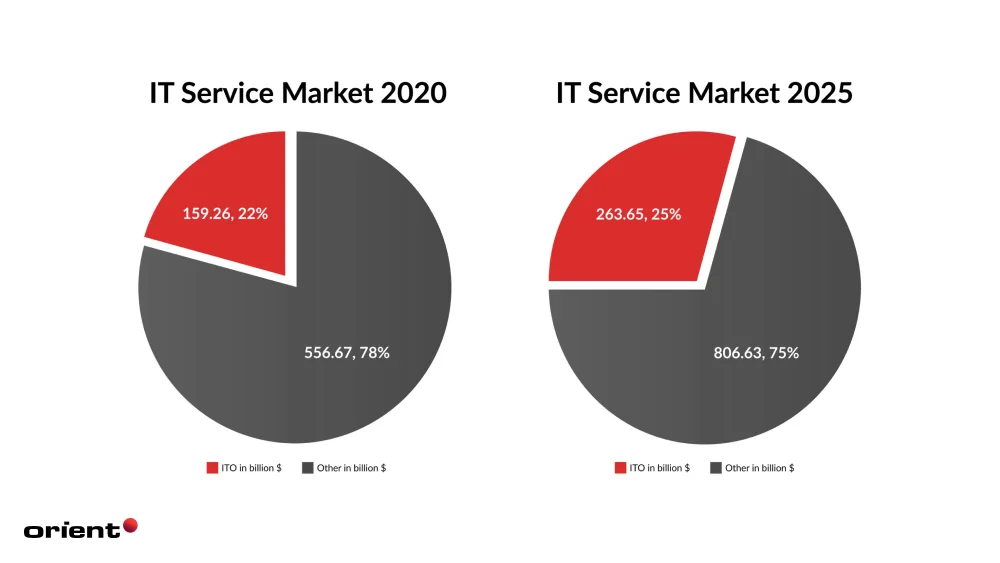 IT Service Market 2020
159.26, 22%
556.67, 78%
ITO in billion $
Other in billion $
IT Service Market 2025
263.65, 25%
806.63, 75%
ITO in billion $
Other in billion $
orient